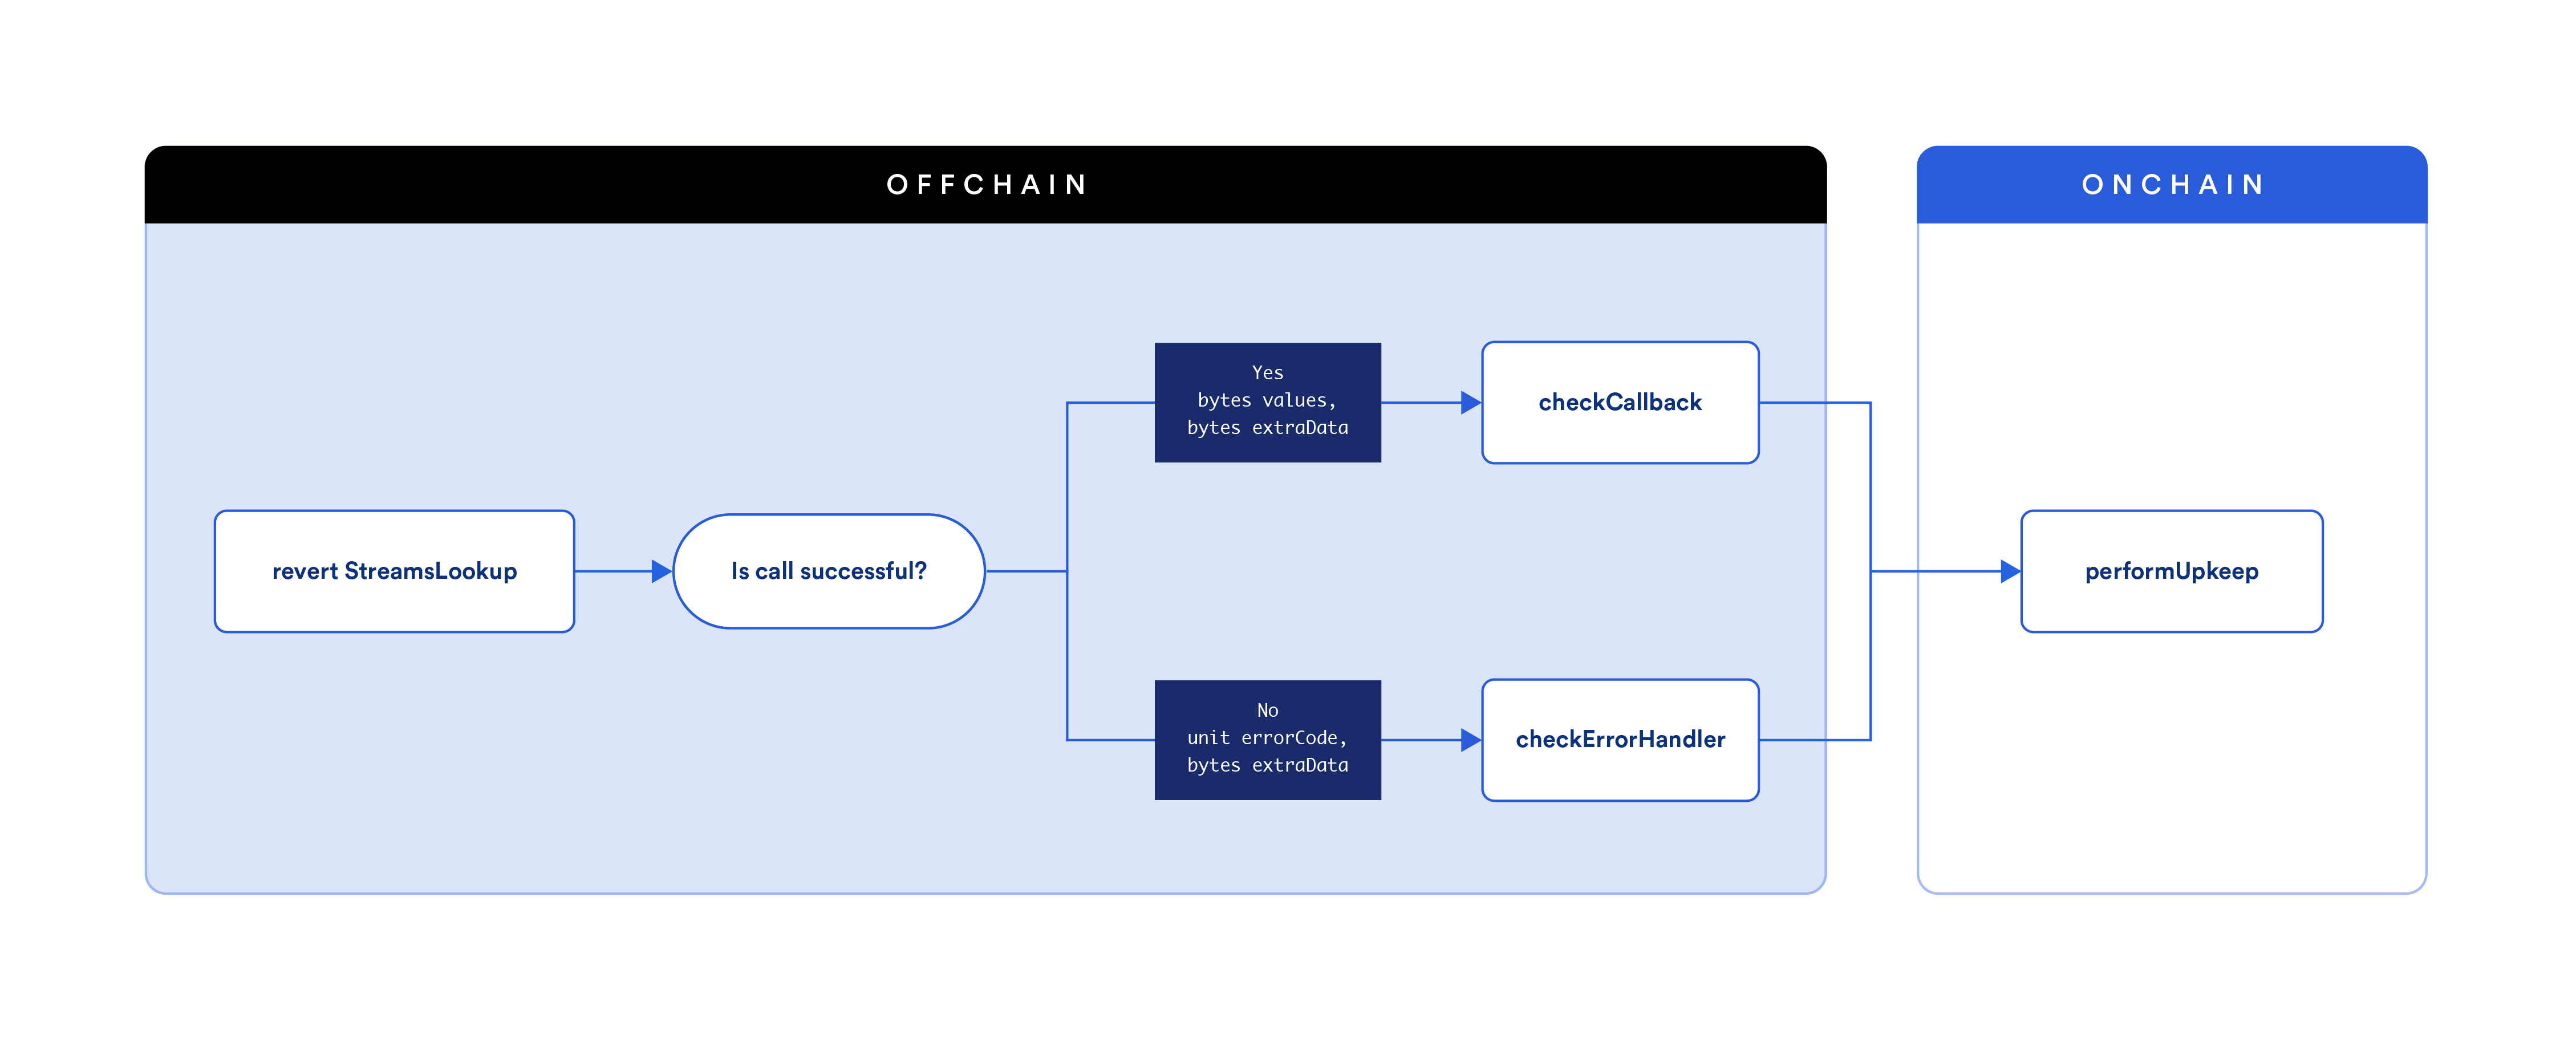 OFFCHAIN
ONCHAIN
revert StreamsLookup
Is call successful?
Yes
bytes values,
bytes extraData
checkCallback
No
unit errorCode,
bytes extraData
checkErrorHandler
performUpkeep